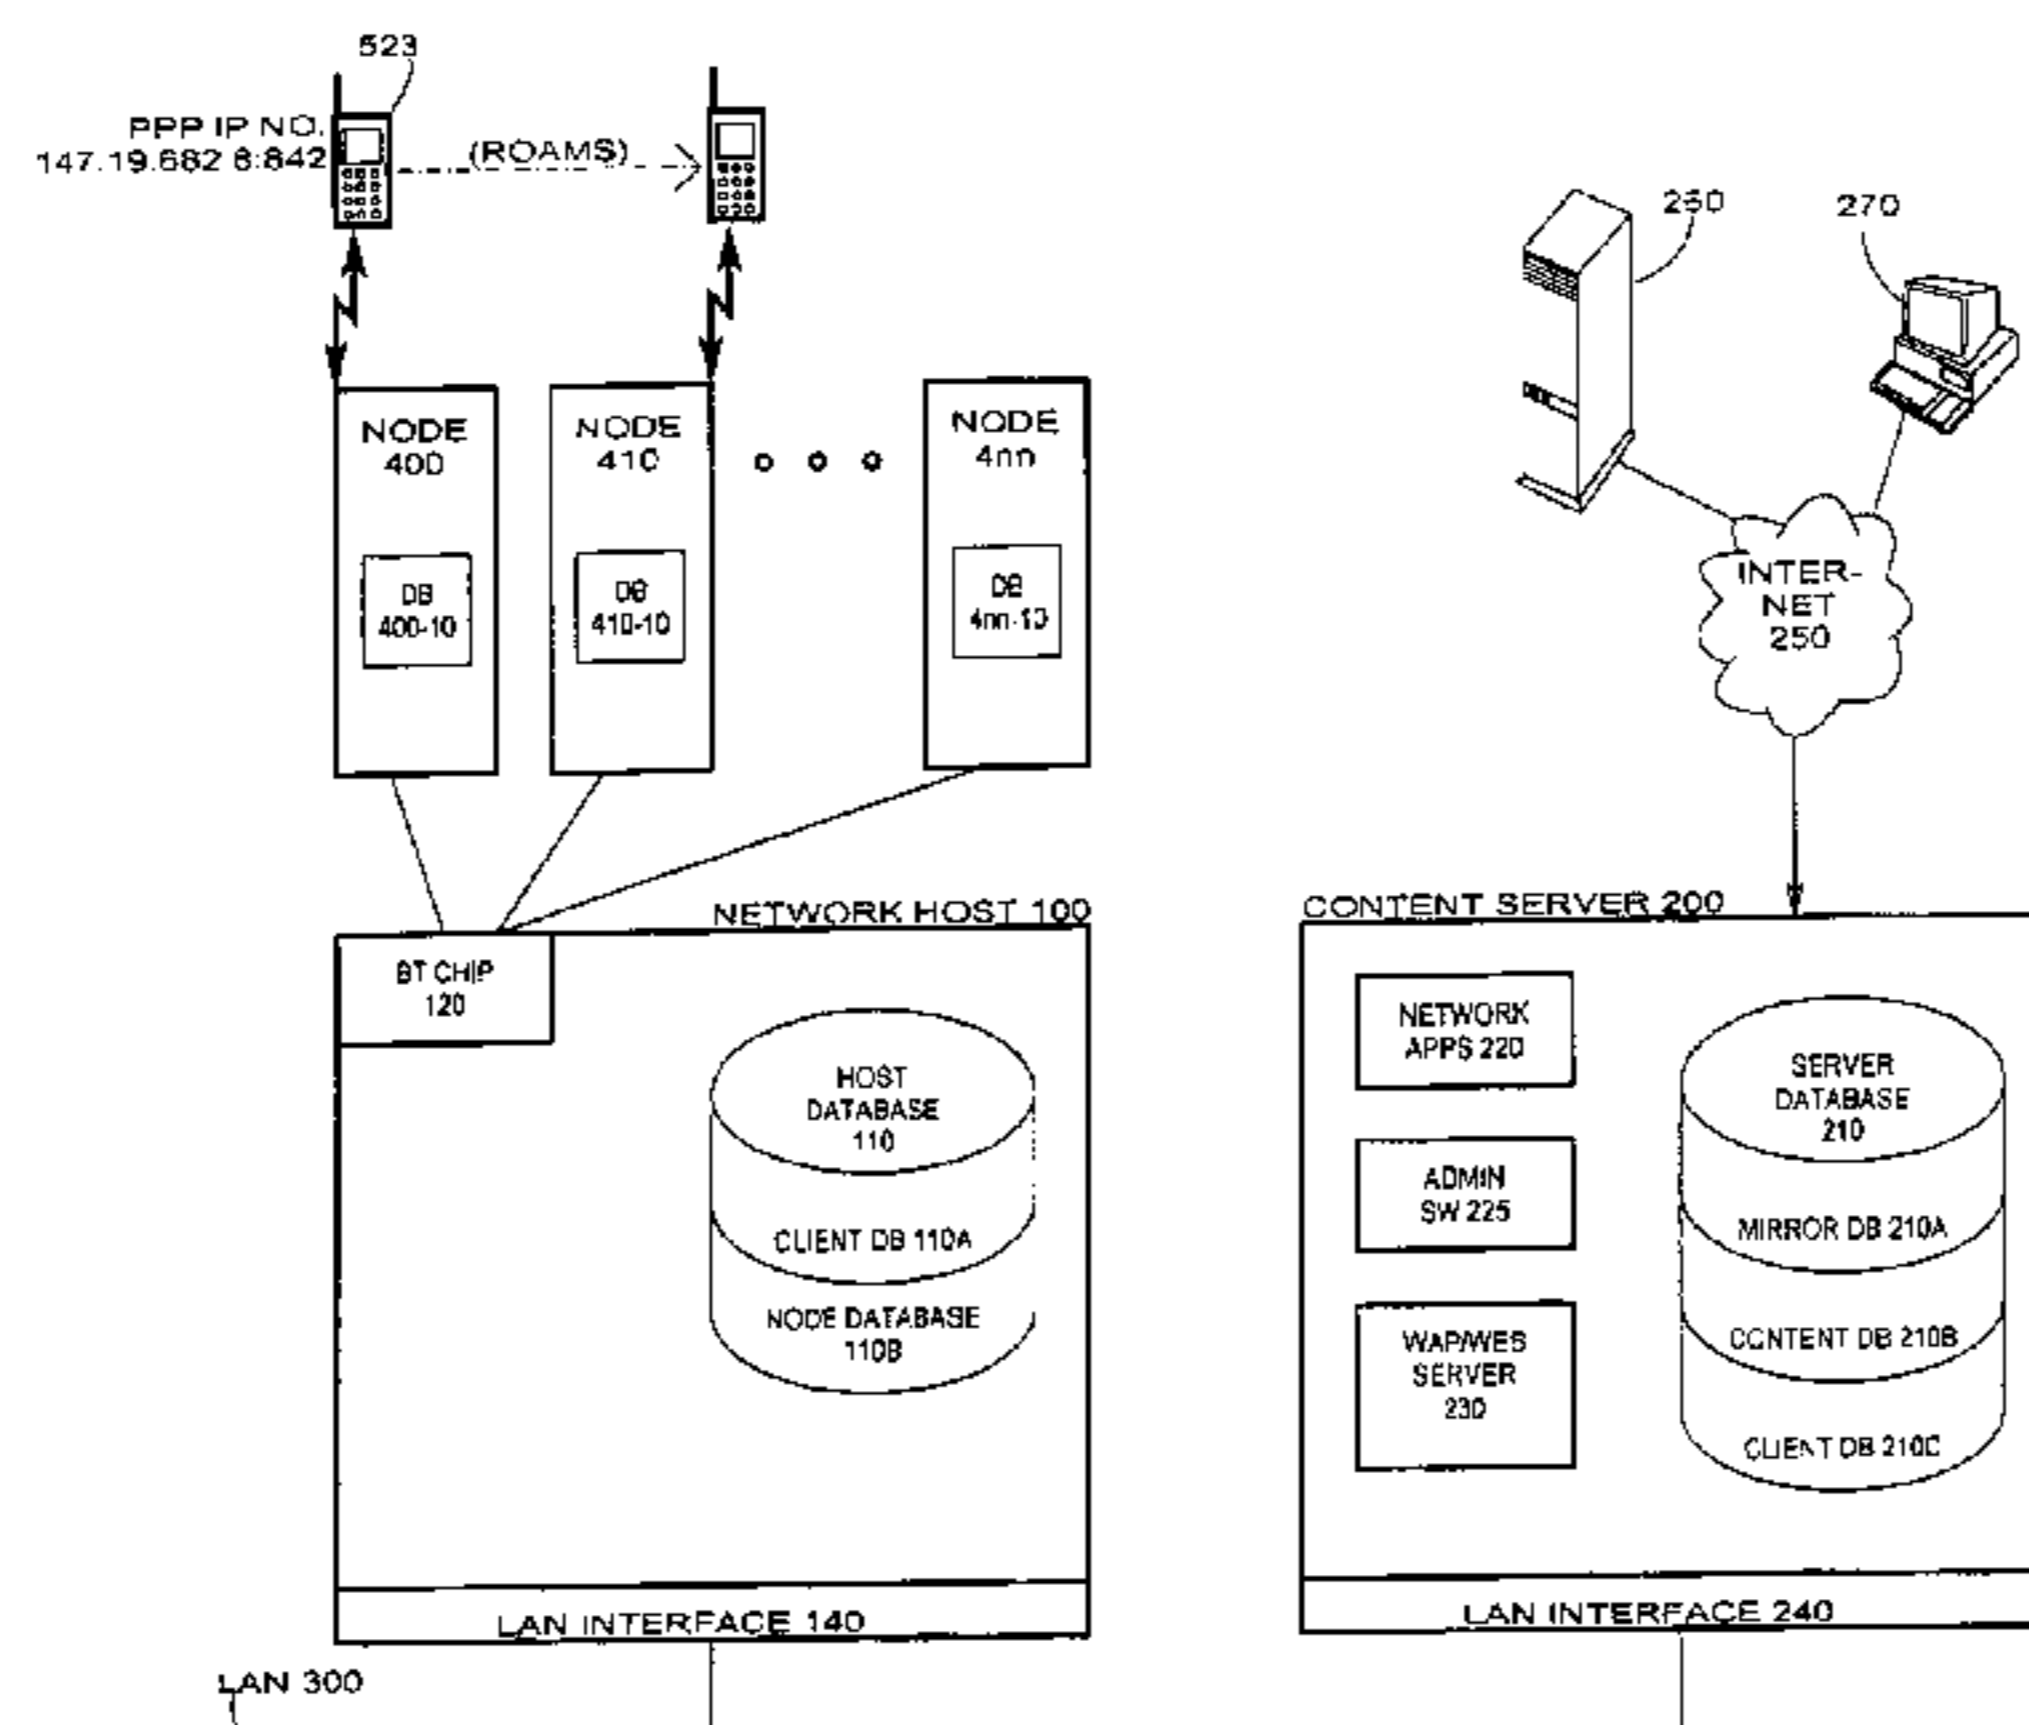 523
PPP IP NO.
147.19.682 6:842
(ROAMS)
260
270
NODE
400
NODE
410
NODE
4nn
DB
400-10
DB
410-10
DB
4nn-10
INTER-
NET
250
NETWORK HOST 100
CONTENT SERVER 200
BT CHIP
120
HOST
DATABASE
110
CLIENT DB 110A
NODE DATABASE
110B
NETWORK
APPS 220
ADMIN
SW 225
WAP/WEB
SERVER
230
SERVER
DATABASE
210
MIRROR DB 210A
CONTENT DB 210B
CLIENT DB 210C
LAN INTERFACE 140
LAN INTERFACE 240
LAN 300